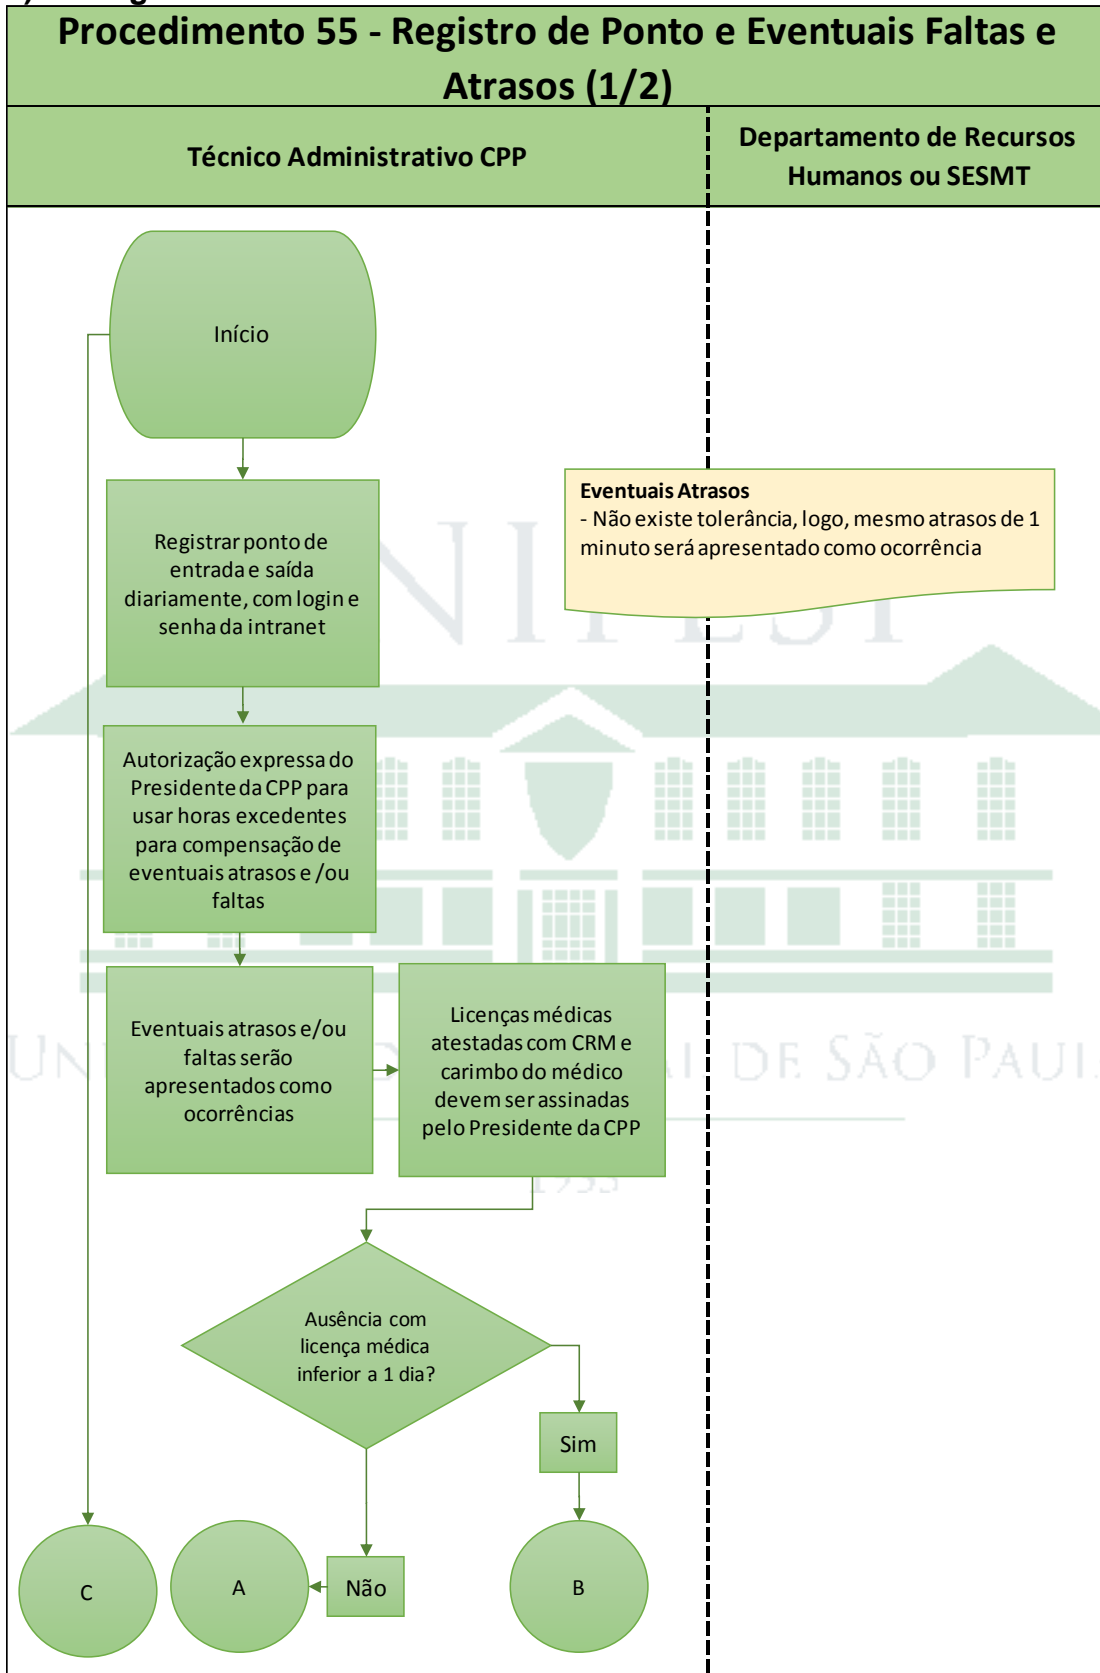 Procedimento 55 - Registro de Ponto e Eventuais Faltas e
Atrasos (1/2)
Técnico Administrativo CPP
Departamento de Recursos
Humanos ou SESMT
Início
Eventuais Atrasos
- Não existe tolerância, logo, mesmo atrasos de 1
minuto será apresentado como ocorrência
Registrar ponto de
entrada e saída
diariamente, com login e
senha da intranet
Autorização expressa do
Presidente da CPP para
usar horas excedentes
para compensação de
eventuais atrasos e /ou
faltas
Eventuais atrasos e/ou
faltas serão
apresentados como
ocorrências
Licenças médicas
atestadas com CRM e
carimbo do médico
devem ser assinadas
pelo Presidente da CPP
DE SÃO PAUL
Ausência com
licença médica
inferior a 1 dia?
Sim
Não
C
A
B